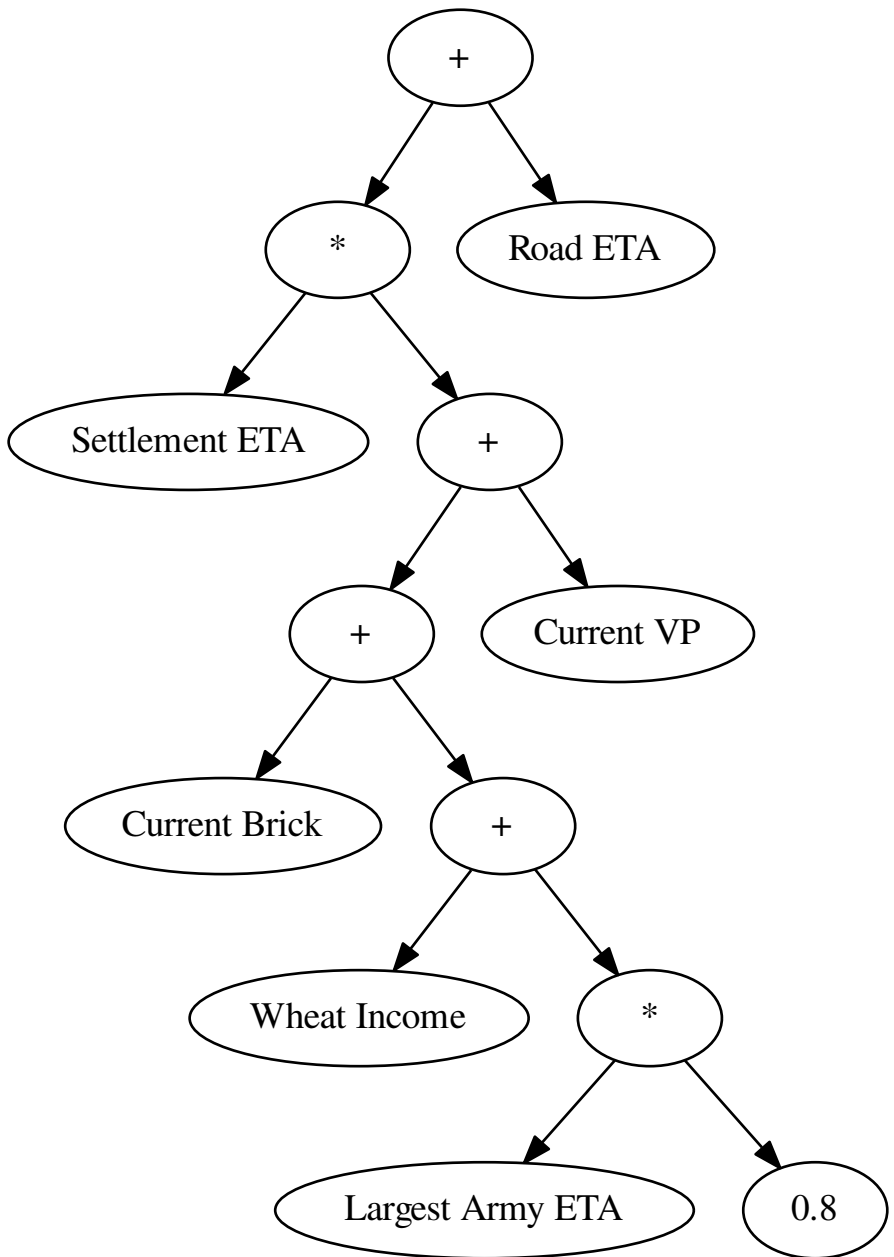 +
*
Road ETA
Settlement ETA
+
+
Current VP
Current Brick
+
Wheat Income
*
Largest Army ETA
0.8